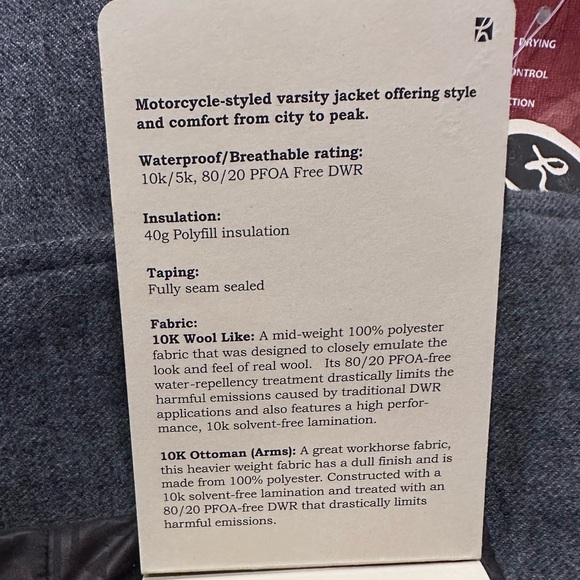 Motorcycle-styled varsity jacket offering style
and comfort from city to peak.
Waterproof/Breathable rating:
10k/5k, 80/20 PFOA Free DWR
Insulation:
40g Polyfill insulation
Taping:
Fully seam sealed
Fabric:
10K Wool Like: A mid-weight 100% polyester
fabric that was designed to closely emulate the
look and feel of real wool. Its 80/20 PFOA-free
water-repellency treatment drastically limits the
harmful emissions caused by traditional DWR
applications and also features a high perfor-
mance, 10k solvent-free lamination.
10K Ottoman (Arms): A great workhorse fabric,
this heavier weight fabric has a dull finish and is
made from 100% polyester. Constructed with a
10k solvent-free lamination and treated with an
80/20 PFOA-free DWR that drastically limits
harmful emissions.
DRYING